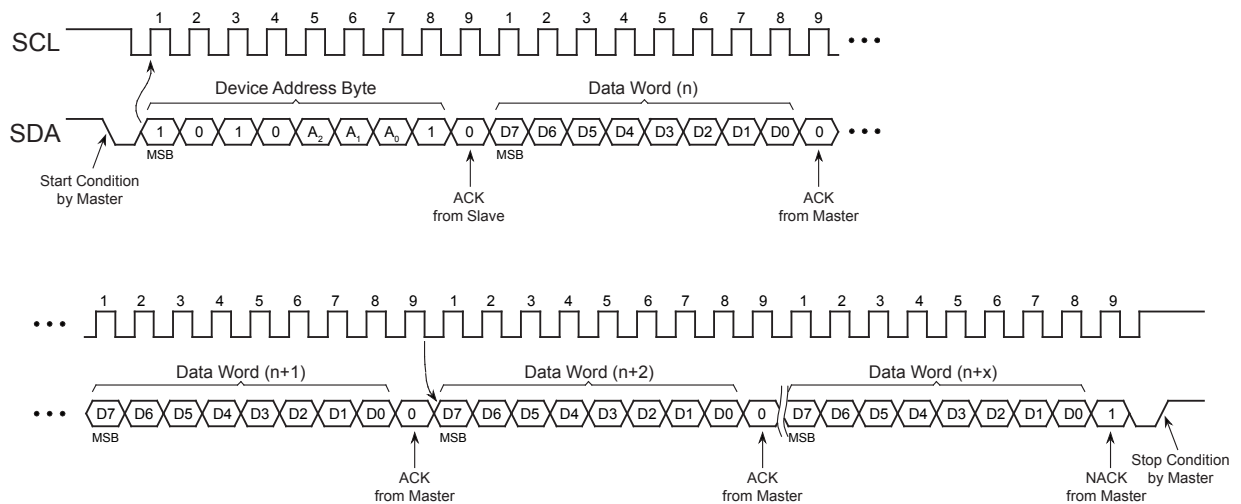 1 2 3 4 5 6 7 8 9 1 2 3 4 5 6 7 8 9
SCL
Device Address Byte Data Word (n)
SDA 1 0 1 0 A2 A1 A0 1 0 D7 D6 D5 D4 D3 D2 D1 D0 0
MSB MSB
Start Condition
by Master
ACK
from Slave
ACK
from Master
1 2 3 4 5 6 7 8 9 1 2 3 4 5 6 7 8 9 1 2 3 4 5 6 7 8 9
Data Word (n+1) Data Word (n+2) Data Word (n+x)
D7 D6 D5 D4 D3 D2 D1 D0 0 D7 D6 D5 D4 D3 D2 D1 D0 0 D7 D6 D5 D4 D3 D2 D1 D0 1
MSB MSB MSB
ACK
from Master
ACK
from Master
NACK
from Master
Stop Condition
by Master